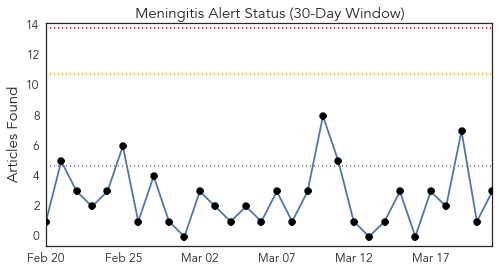 Meningitis Alert Status (30-Day Window)
Articles Found
14
12
10
8
6
4
2
0
Feb 20
Feb 25
Mar 02
Mar 07
Mar 12
Mar 17